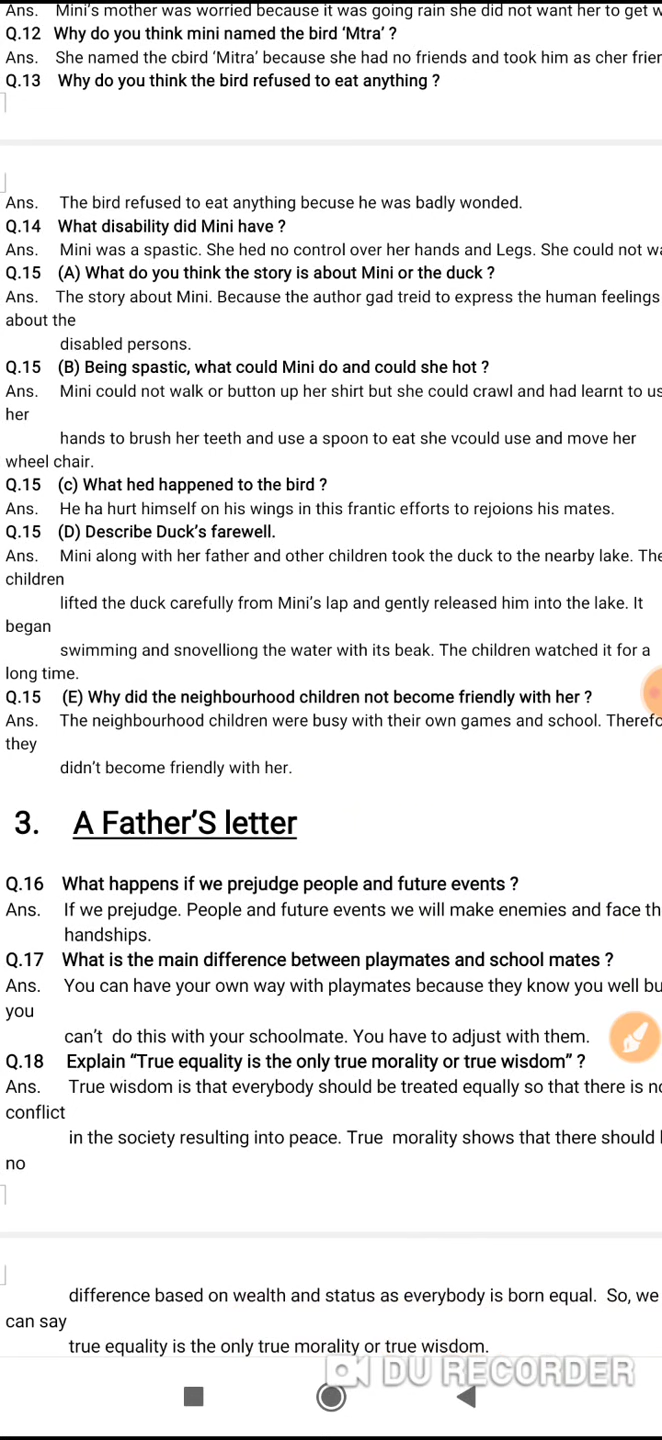 Ans. Mini's mother was worried because it was going rain she did not want her to get
Q.12 Why do you think mini named the bird 'Mtra' ?
Ans. She named the cbird 'Mitra' because she had no friends and took him as cher
Q.13 Why do you think the bird refused to eat anything ?
Ans. The bird refused to eat anything becuse he was badly wonded.
Q.14 What disability did Mini have ?
Ans. Mini was a spastic. She hed no control over her hands and Legs. She could not
Q.15 (A) What do you think the story is about Mini or the duck ?
Ans. The story about Mini. Because the author gad treid to express the human feelings
about the
disabled persons.
Q.15 (B) Being spastic, what could Mini do and could she hot ?
Ans. Mini could not walk or button up her shirt but she could crawl and had learnt to
her
hands to brush her teeth and use a spoon to eat she vcould use and move her
wheel chair.
Q.15 (c) What hed happened to the bird ?
Ans. He ha hurt himself on his wings in this frantic efforts to rejoions his mates.
Q.15 (D) Describe Duck's farewell.
Ans. Mini along with her father and other children took the duck to the nearby lake.
children
lifted the duck carefully from Mini's lap and gently released him into the lake. It
began
swimming and snovelliong the water with its beak. The children watched it for a
long time.
Q.15 (E) Why did the neighbourhood children not become friendly with her ?
Ans. The neighbourhood children were busy with their own games and school.
they
didn't become friendly with her.
3. A Father'S letter
Q.16 What happens if we prejudge people and future events ?
Ans. If we prejudge. People and future events we will make enemies and face
handships.
Q.17 What is the main difference between playmates and school mates ?
Ans. You can have your own way with playmates because they know you well
you
can't do this with your schoolmate. You have to adjust with them.
Q.18 Explain "True equality is the only true morality or true wisdom" ?
Ans. True wisdom is that everybody should be treated equally so that there is
conflict
in the society resulting into peace. True morality shows that there should
no
difference based on wealth and status as everybody is born equal. So, we
can say
true equality is the only true morality or true wisdom.
DU RECORDER